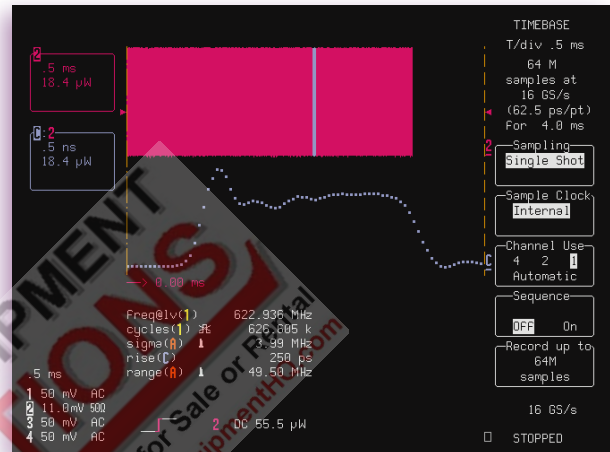 TIMEBASE
T/div .5 ms
64 M
samples at
16 GS/s
(62.5 ps/pt)
For 4.0 ms
Sampling
Single Shot
Sample Clock
Internal
Channel Use
4 2 1
Automatic
Sequence
OFF On
Record up to
64M
samples
16 GS/s
STOPPED
2
.5 ms
18.4 µW
C:2
.5 ns
18.4 µW
2
C
0.00 ms
freq@lv(1) 622.936 MHz
cycles(1) 626.605 k
sigma(A) 3.99 MHz
rise(C) 250 ps
range(A) 49.50 MHz
.5 ms
1 50 mV AC
2 11.0mV 50Ω
3 50 mV AC
4 50 mV AC
2 DC 55.5 µW
for Sale or Rental